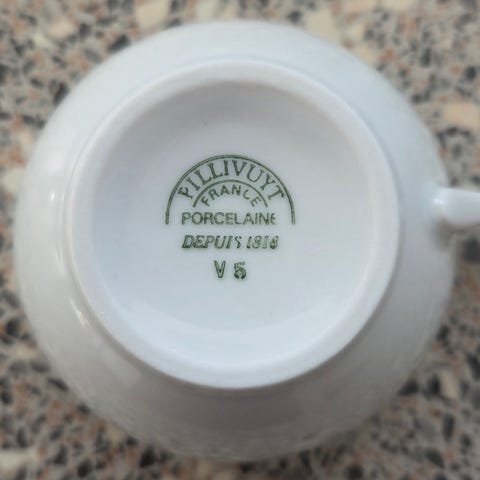 PILLIVUYT
FRANCE
PORCELAINE
DEPUIS 1818
V 5